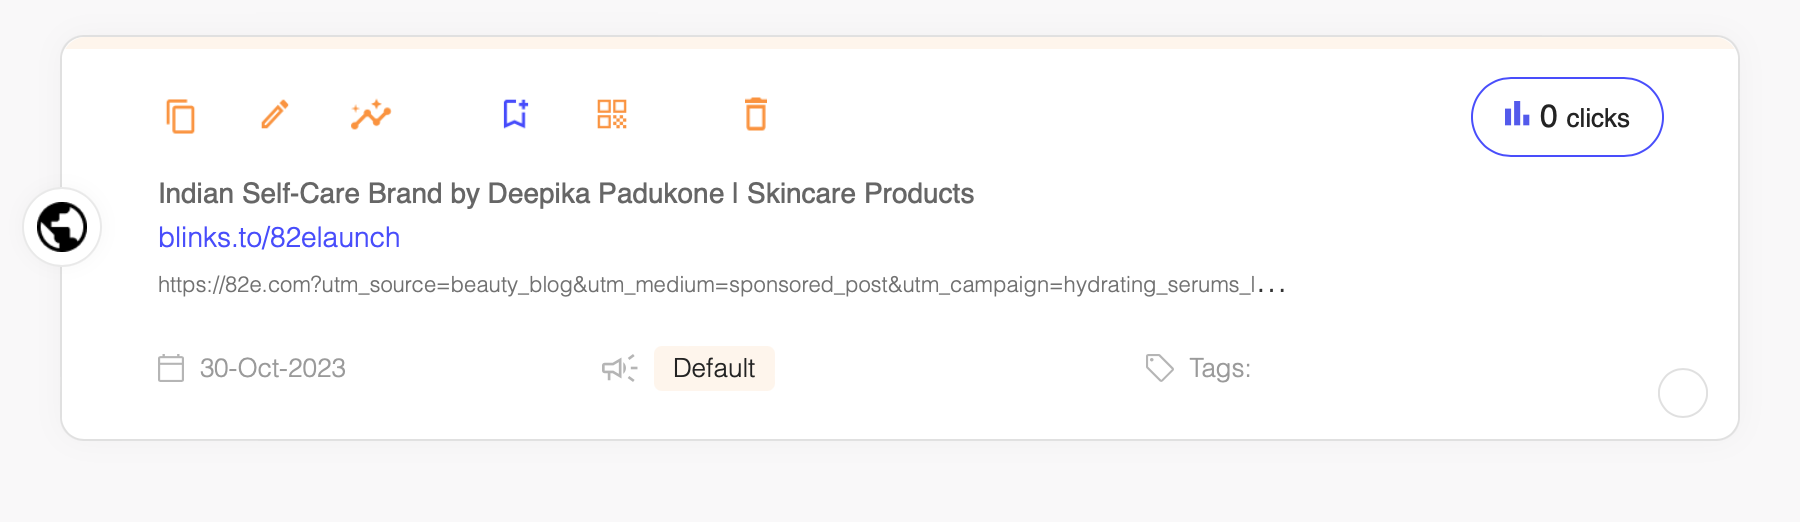 0 clicks
Indian Self-Care Brand by Deepika Padukone | Skincare Products
blinks.to/82elaunch
https://82e.com?utm_source=beauty_blog&utm_medium=sponsored_post&utm_campaign=hydrating_serums_l...
30-Oct-2023 Default Tags: